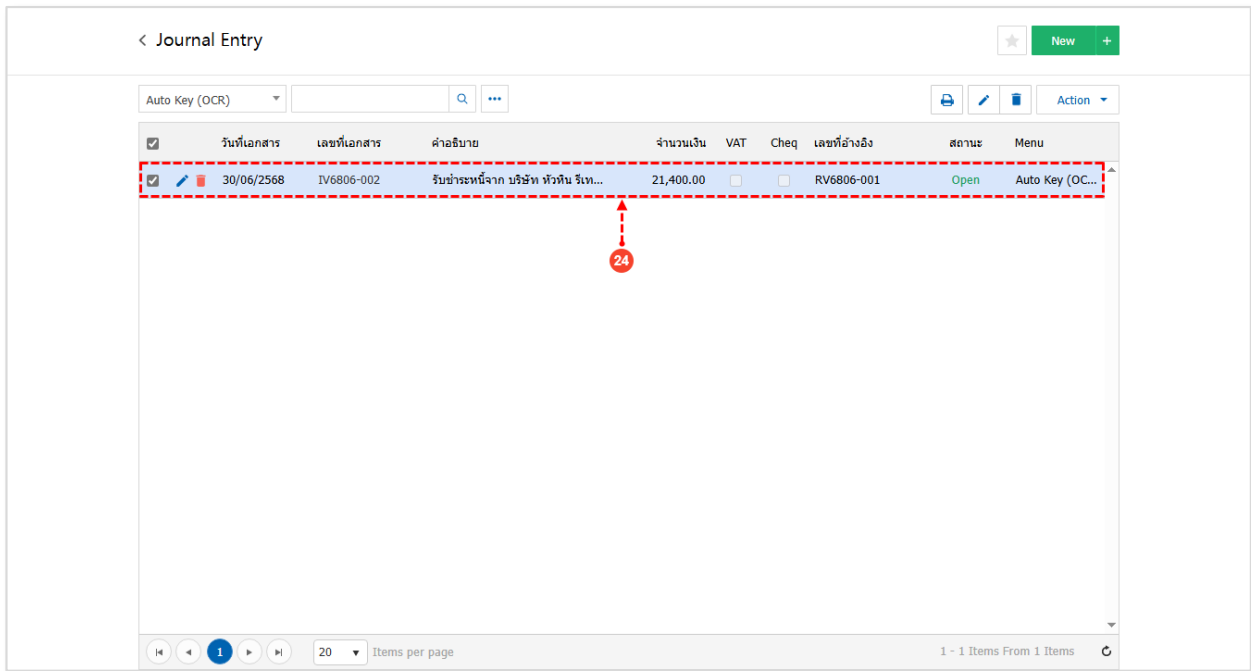 Journal Entry
New +
Auto Key (OCR)
Action
วันที่เอกสาร เลขที่เอกสาร คำอธิบาย จำนวนเงิน VAT Cheq เลขที่อ้างอิง สถานะ Menu
30/06/2568 IV6806-002 รับชำระหนี้จาก บริษัท หัวหิน รีเท... 21,400.00 RV6806-001 Open Auto Key (OC...
24
1 20 Items per page 1 - 1 Items From 1 Items